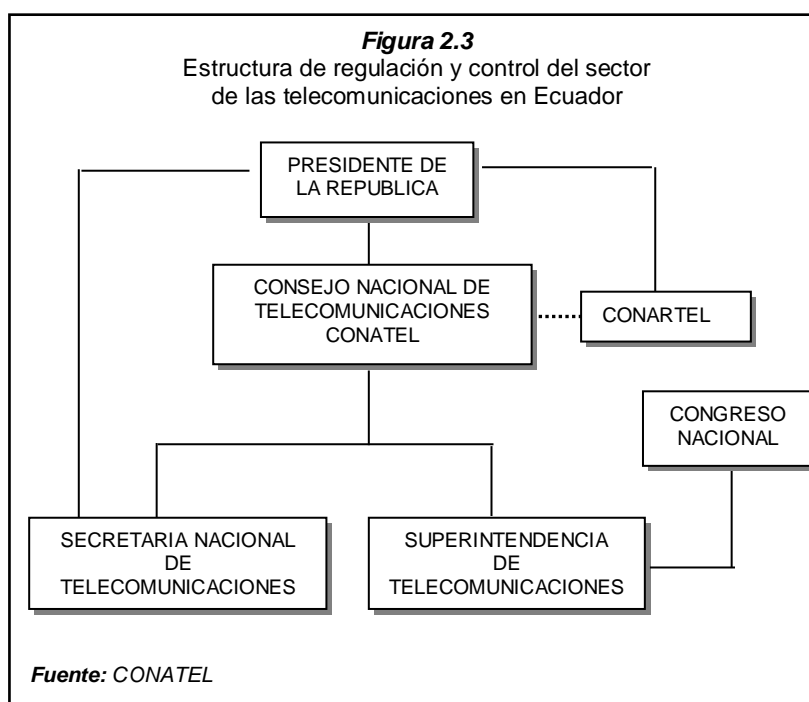 Figura 2.3
Estructura de regulación y control del sector
de las telecomunicaciones en Ecuador
PRESIDENTE DE
LA REPUBLICA
CONSEJO NACIONAL DE
TELECOMUNICACIONES
CONATEL
CONARTEL
CONGRESO
NACIONAL
SECRETARIA NACIONAL
DE
TELECOMUNICACIONES
SUPERINTENDENCIA
DE
TELECOMUNICACIONES
Fuente: CONATEL